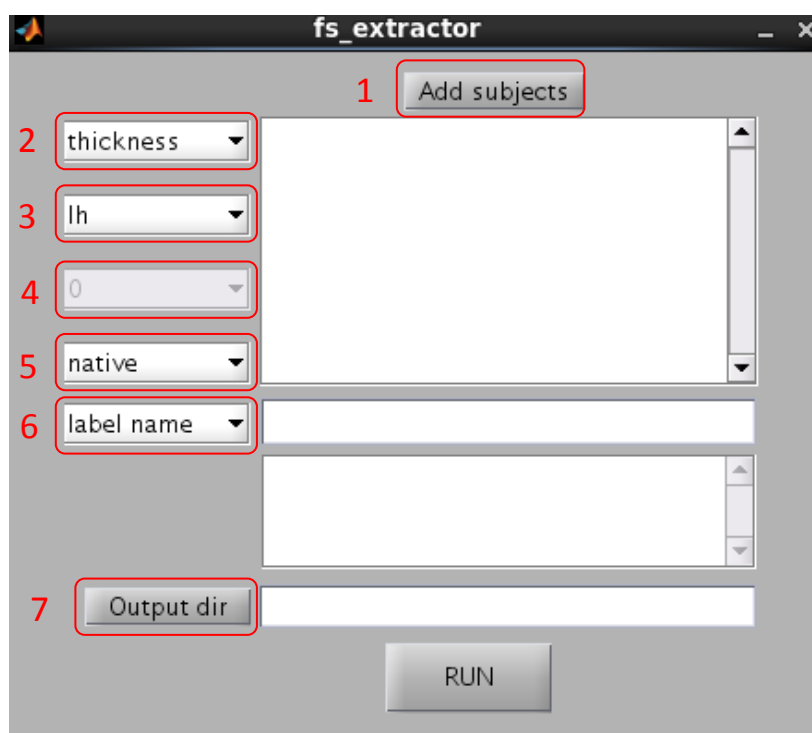 fs_extractor
1 Add subjects
2 thickness
3 lh
4 0
5 native
6 label name
7 Output dir
RUN